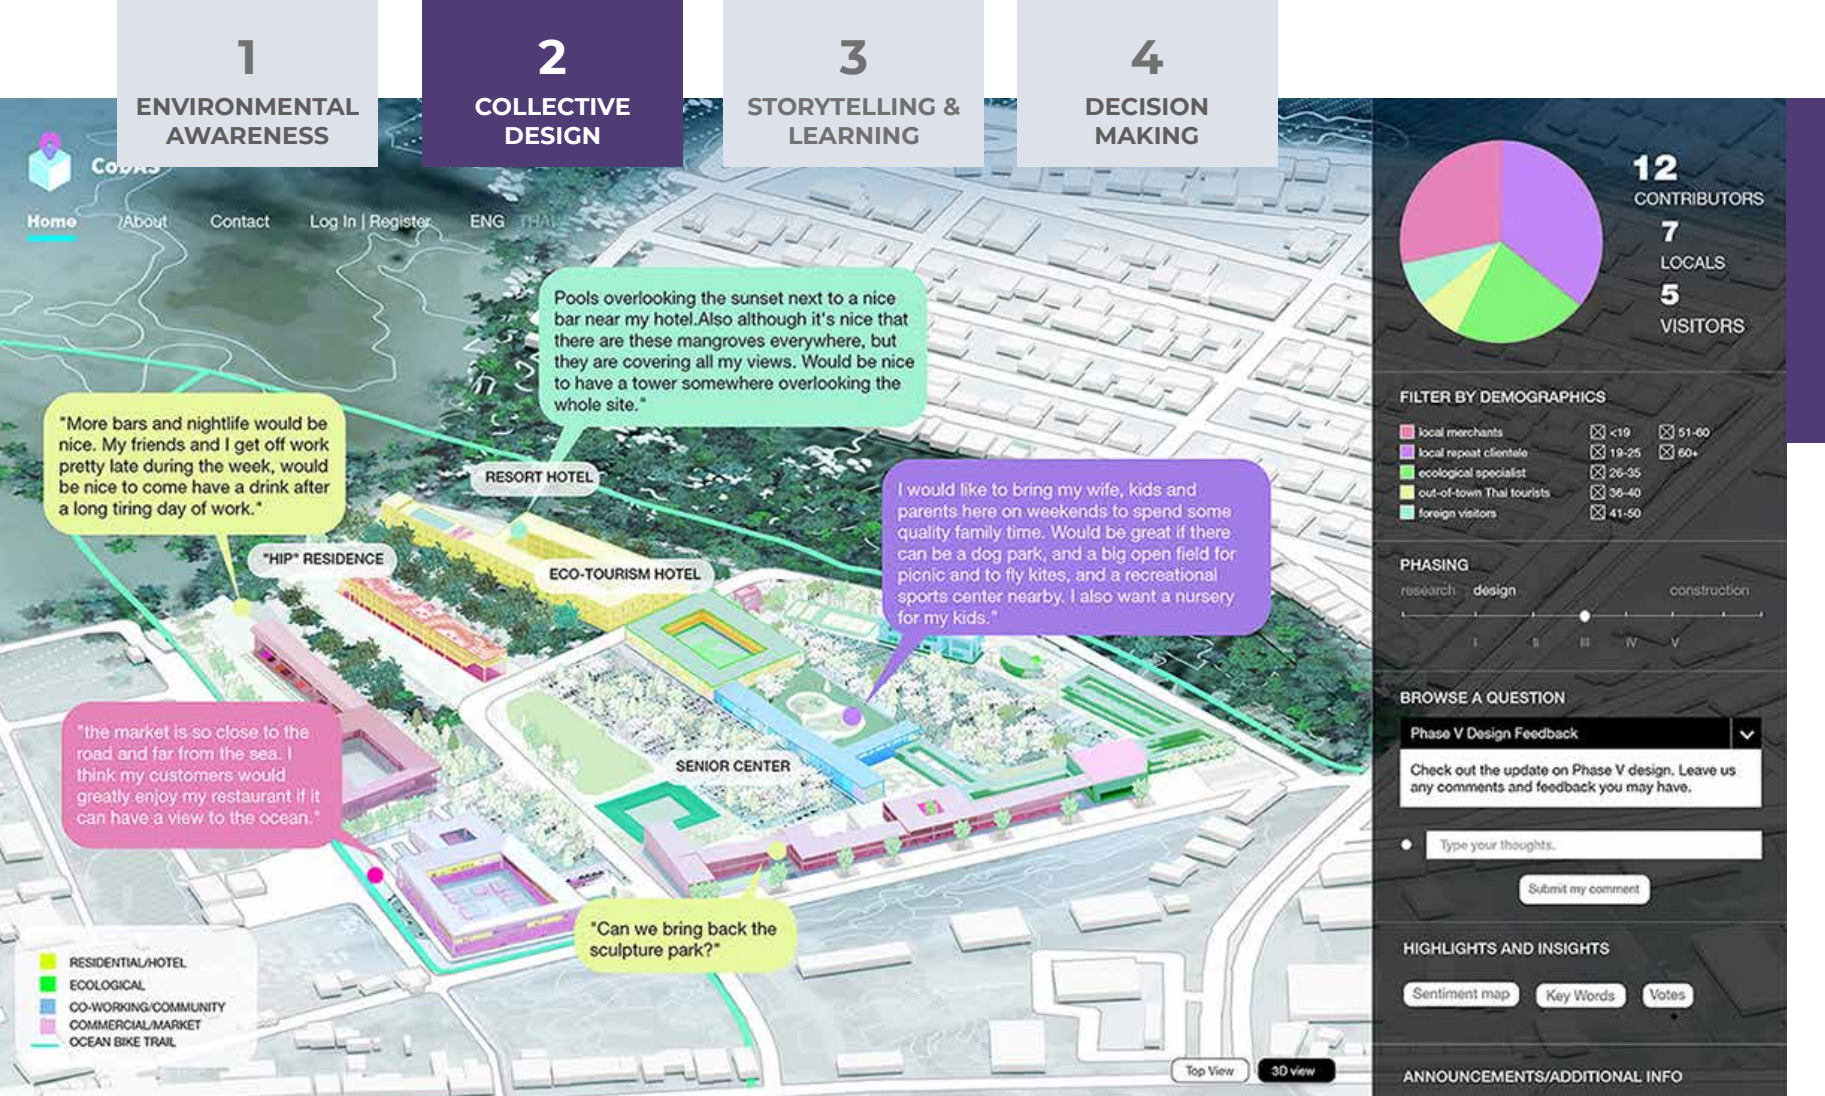 1
ENVIRONMENTAL
AWARENESS
2
COLLECTIVE
DESIGN
3
STORYTELLING &
LEARNING
4
DECISION
MAKING
CoDAS
Home
About
Contact
Log In | Register
ENG
THAI
Pools overlooking the sunset next to a nice
bar near my hotel.Also although it's nice that
there are these mangroves everywhere, but
they are covering all my views. Would be nice
to have a tower somewhere overlooking the
whole site."
"More bars and nightlife would be
nice. My friends and I get off work
pretty late during the week, would
be nice to come have a drink after
a long tiring day of work."
RESORT HOTEL
I would like to bring my wife, kids and
parents here on weekends to spend some
quality family time. Would be great if there
can be a dog park, and a big open field for
picnic and to fly kites, and a recreational
sports center nearby. I also want a nursery
for my kids."
"HIP" RESIDENCE
ECO-TOURISM HOTEL
"the market is so close to the
road and far from the sea. I
think my customers would
greatly enjoy my restaurant if it
can have a view to the ocean."
SENIOR CENTER
"Can we bring back the
sculpture park?"
RESIDENTIAL/HOTEL
ECOLOGICAL
CO-WORKING/COMMUNITY
COMMERCIAL/MARKET
OCEAN BIKE TRAIL
Top View
3D view
12
CONTRIBUTORS
7
LOCALS
5
VISITORS
FILTER BY DEMOGRAPHICS
local merchants
local repeat clientele
ecological specialist
out-of-town Thai tourists
foreign visitors
<19
19-25
26-35
36-40
41-50
51-60
60+
PHASING
research
design
construction
I II III IV V
BROWSE A QUESTION
Phase V Design Feedback
Check out the update on Phase V design. Leave us
any comments and feedback you may have.
Type your thoughts.
Submit my comment
HIGHLIGHTS AND INSIGHTS
Sentiment map
Key Words
Votes
ANNOUNCEMENTS/ADDITIONAL INFO